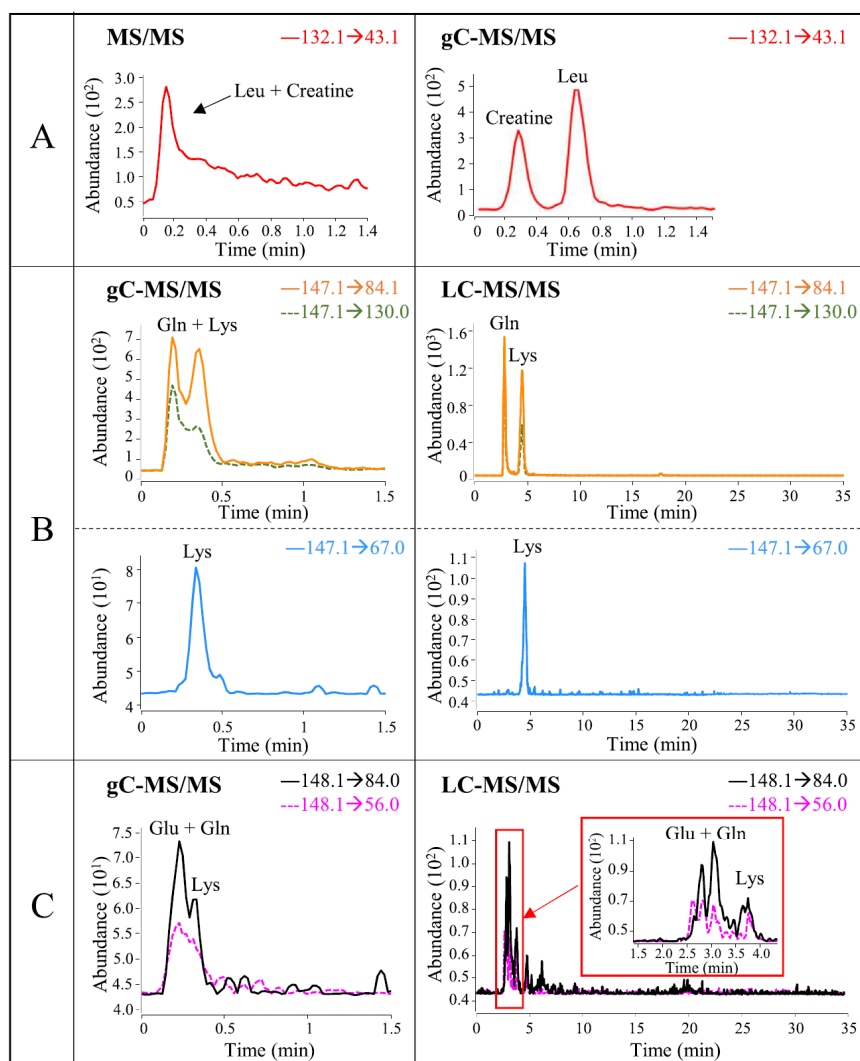 A
MS/MS
—132.1→43.1
Abundance (10²)
3.0
2.5
2.0
1.5
1.0
0.5
Leu + Creatine
0 0.2 0.4 0.6 0.8 1.0 1.2 1.4
Time (min)
gC-MS/MS
—132.1→43.1
Abundance (10²)
5
4
2
0
Creatine
Leu
0 0.2 0.4 0.6 0.8 1.0 1.2 1.4
Time (min)
B
gC-MS/MS
—147.1→84.1
---147.1→130.0
Abundance (10²)
7
6
5
4
3
2
1
0
Gln + Lys
0 0.5 1 1.5
Time (min)
LC-MS/MS
—147.1→84.1
---147.1→130.0
Abundance (10³)
1.6
1.2
0.8
0.4
0
Gln
Lys
0 5 10 15 20 25 30 35
Time (min)
—147.1→67.0
Abundance (10¹)
8
7
6
5
4
Lys
0 0.5 1 1.5
Time (min)
—147.1→67.0
Abundance (10²)
1.1
1.0
0.9
0.8
0.7
0.6
0.5
0.4
Lys
0 5 10 15 20 25 30 35
Time (min)
C
gC-MS/MS
—148.1→84.0
---148.1→56.0
Abundance (10¹)
7.5
7.0
6.5
6.0
5.5
5.0
4.5
4.0
Glu + Gln
Lys
0 0.5 1 1.5
Time (min)
LC-MS/MS
—148.1→84.0
---148.1→56.0
Abundance (10²)
1.1
1.0
0.9
0.8
0.7
0.6
0.5
0.4
0 5 10 15 20 25 30 35
Time (min)
Abundance (10²)
1.1
0.9
0.7
0.5
Glu + Gln
Lys
1.5 2.0 2.5 3.0 3.5 4.0
Time (min)